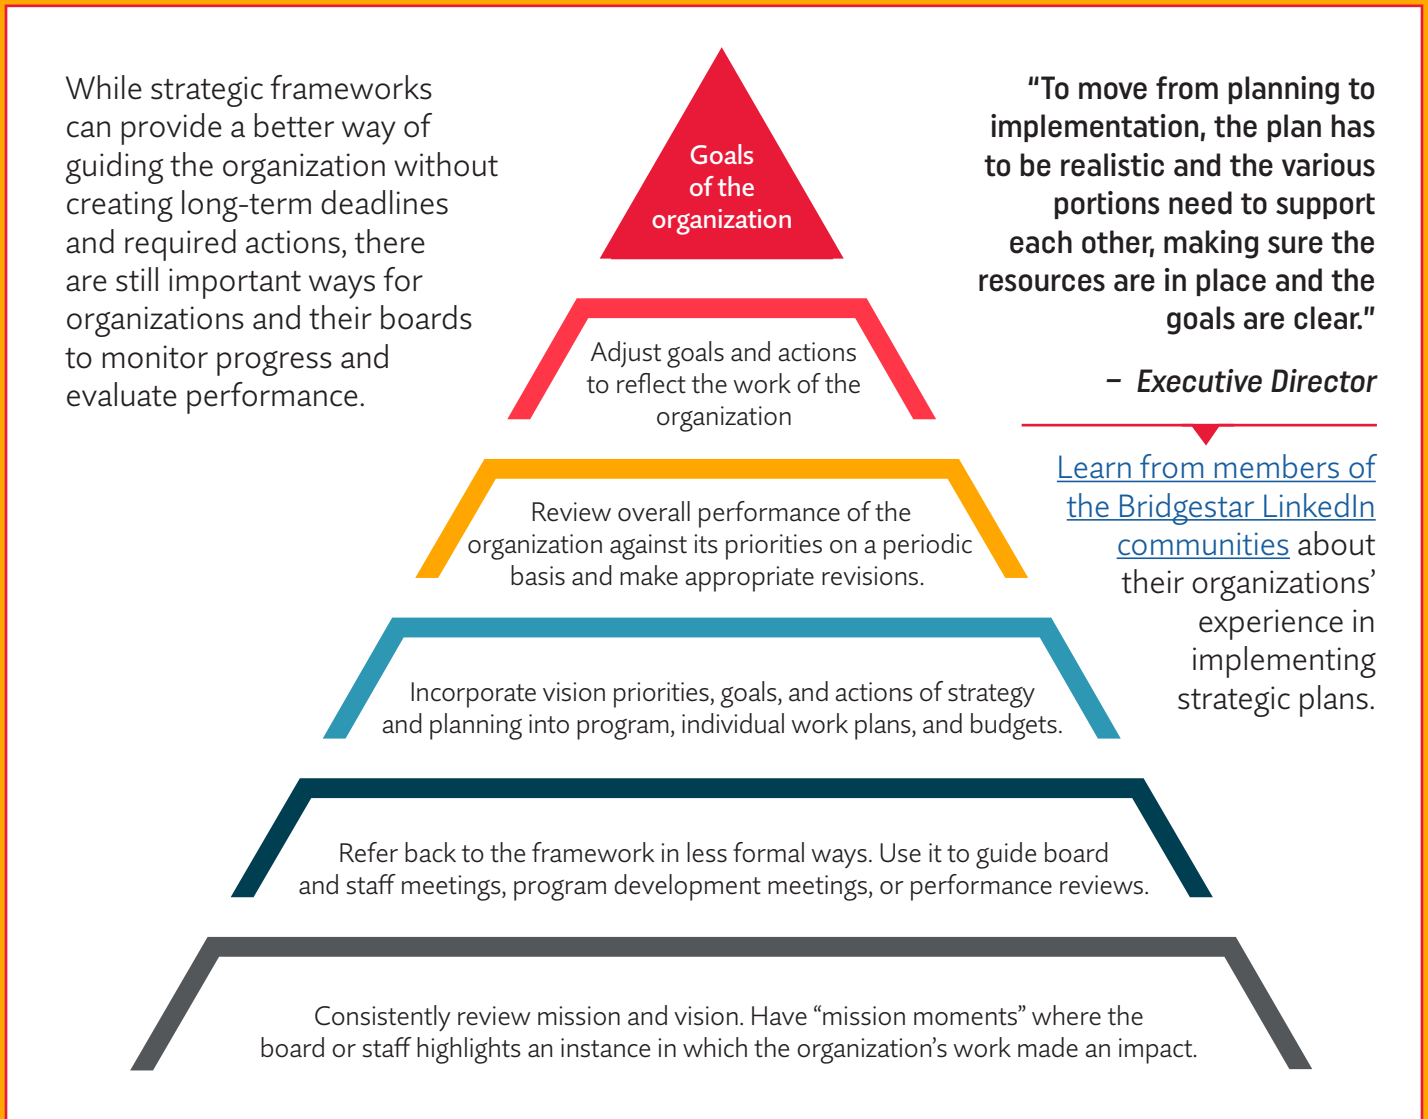 While strategic frameworks
can provide a better way of
guiding the organization without
creating long-term deadlines
and required actions, there
are still important ways for
organizations and their boards
to monitor progress and
evaluate performance.
Goals
of the
organization
Adjust goals and actions
to reflect the work of the
organization
Review overall performance of the
organization against its priorities on a periodic
basis and make appropriate revisions.
Incorporate vision priorities, goals, and actions of strategy
and planning into program, individual work plans, and budgets.
Refer back to the framework in less formal ways. Use it to guide board
and staff meetings, program development meetings, or performance reviews.
Consistently review mission and vision. Have “mission moments” where the
board or staff highlights an instance in which the organization’s work made an impact.
"To move from planning to
implementation, the plan has
to be realistic and the various
portions need to support
each other, making sure the
resources are in place and the
goals are clear."
– Executive Director
Learn from members of
the Bridgestar LinkedIn
communities about
their organizations’
experience in
implementing
strategic plans.